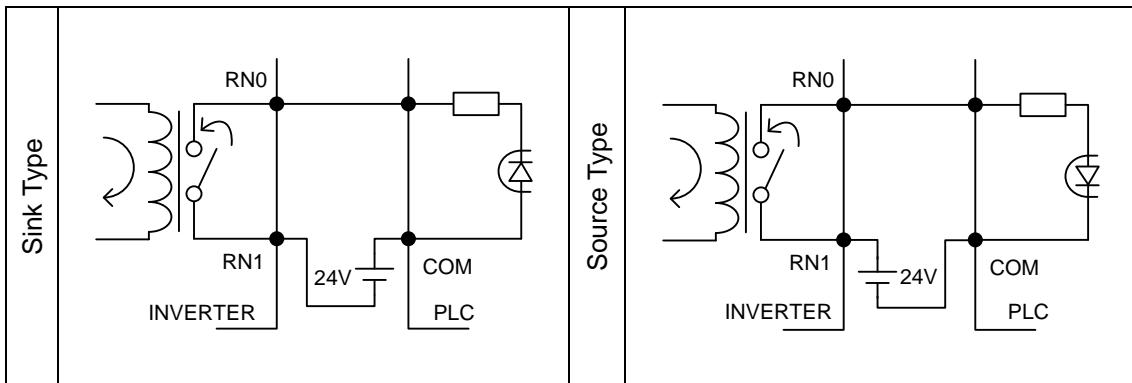 Sink Type
RN0
RN1
24V
COM
INVERTER
PLC
Source Type
RN0
RN1
24V
COM
INVERTER
PLC